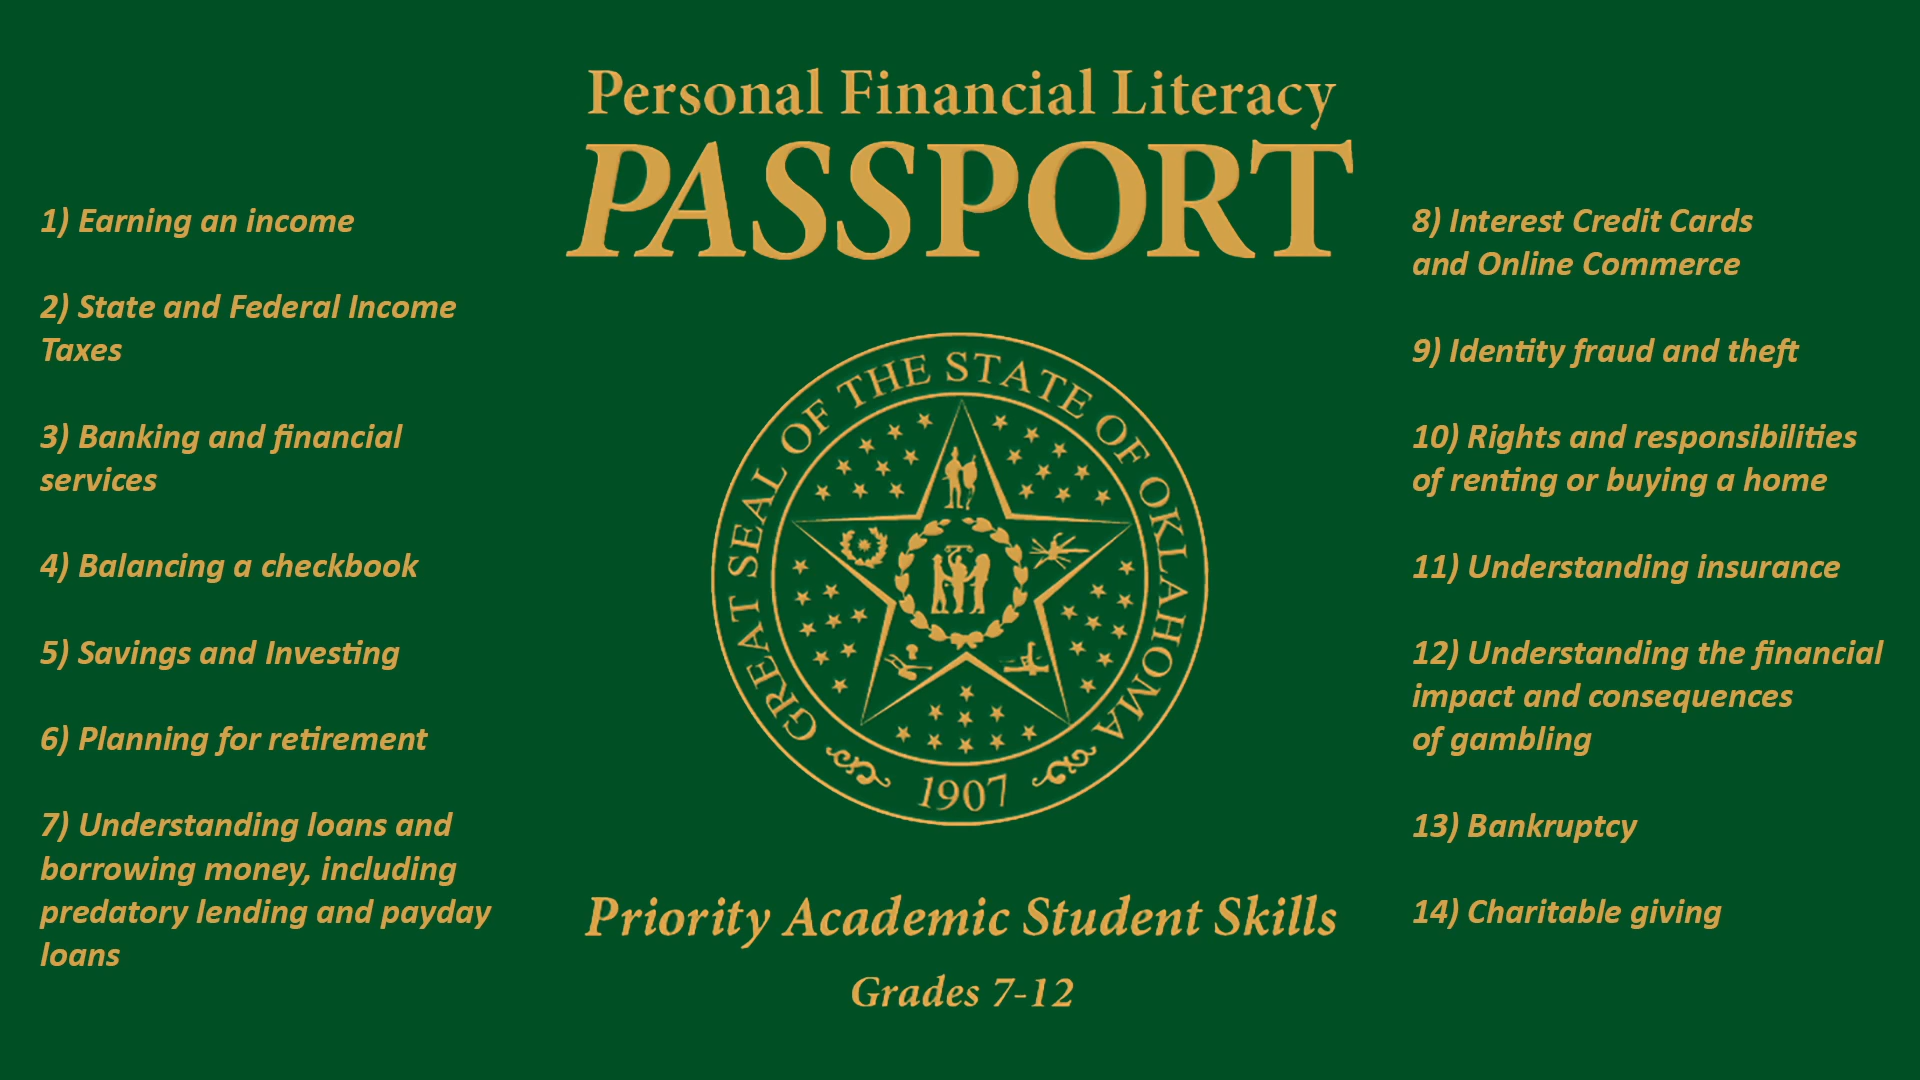 Personal Financial Literacy
PASSPORT
1) Earning an income
2) State and Federal Income
Taxes
3) Banking and financial
services
4) Balancing a checkbook
5) Savings and Investing
6) Planning for retirement
7) Understanding loans and
borrowing money, including
predatory lending and payday
loans
GREAT SEAL OF THE STATE OF OKLAHOMA
1907
8) Interest Credit Cards
and Online Commerce
9) Identity fraud and theft
10) Rights and responsibilities
of renting or buying a home
11) Understanding insurance
12) Understanding the financial
impact and consequences
of gambling
13) Bankruptcy
14) Charitable giving
Priority Academic Student Skills
Grades 7-12